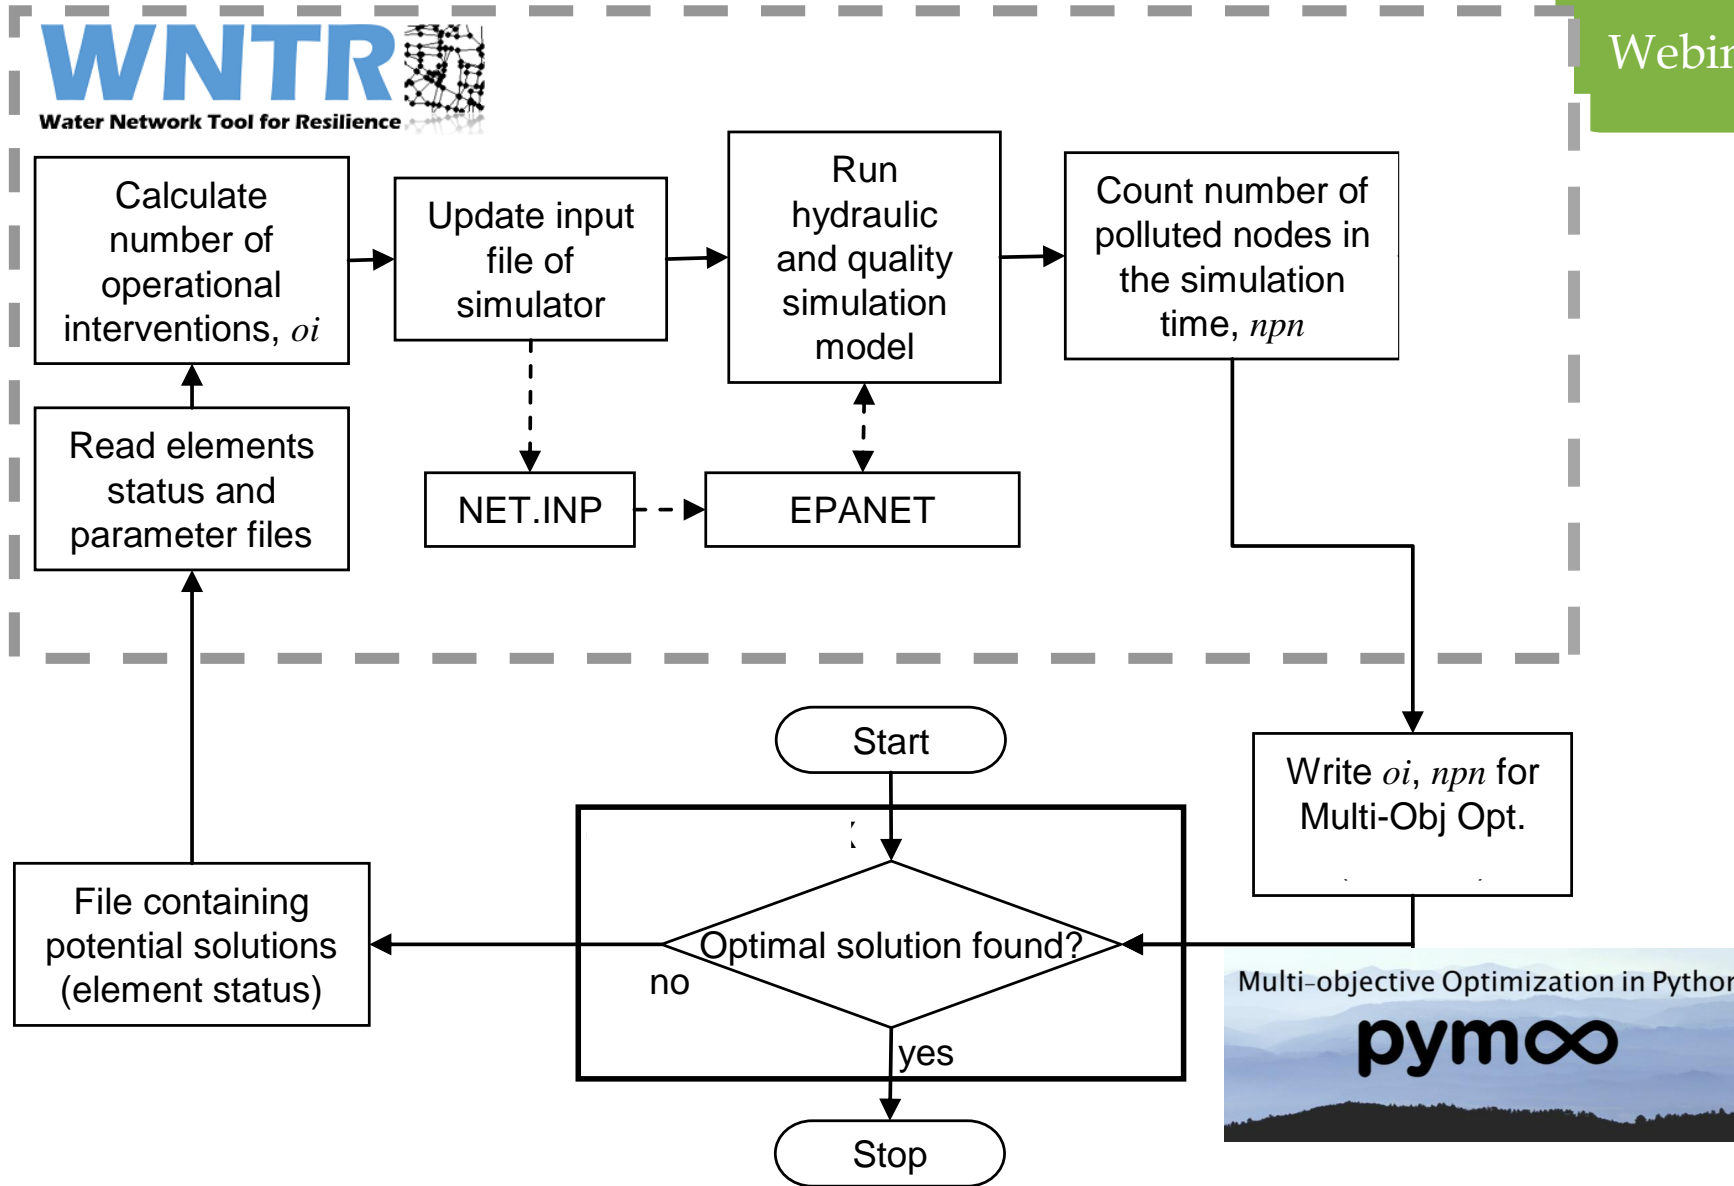 WNTR
Water Network Tool for Resilience
Calculate
number of
operational
interventions, oi
Update input
file of
simulator
Run
hydraulic
and quality
simulation
model
Count number of
polluted nodes in
the simulation
time, npn
Read elements
status and
parameter files
NET.INP
EPANET
Start
Write oi, npn for
Multi-Obj Opt.
File containing
potential solutions
(element status)
Optimal solution found?
no
yes
Stop
Multi-objective Optimization in Python
pymoo